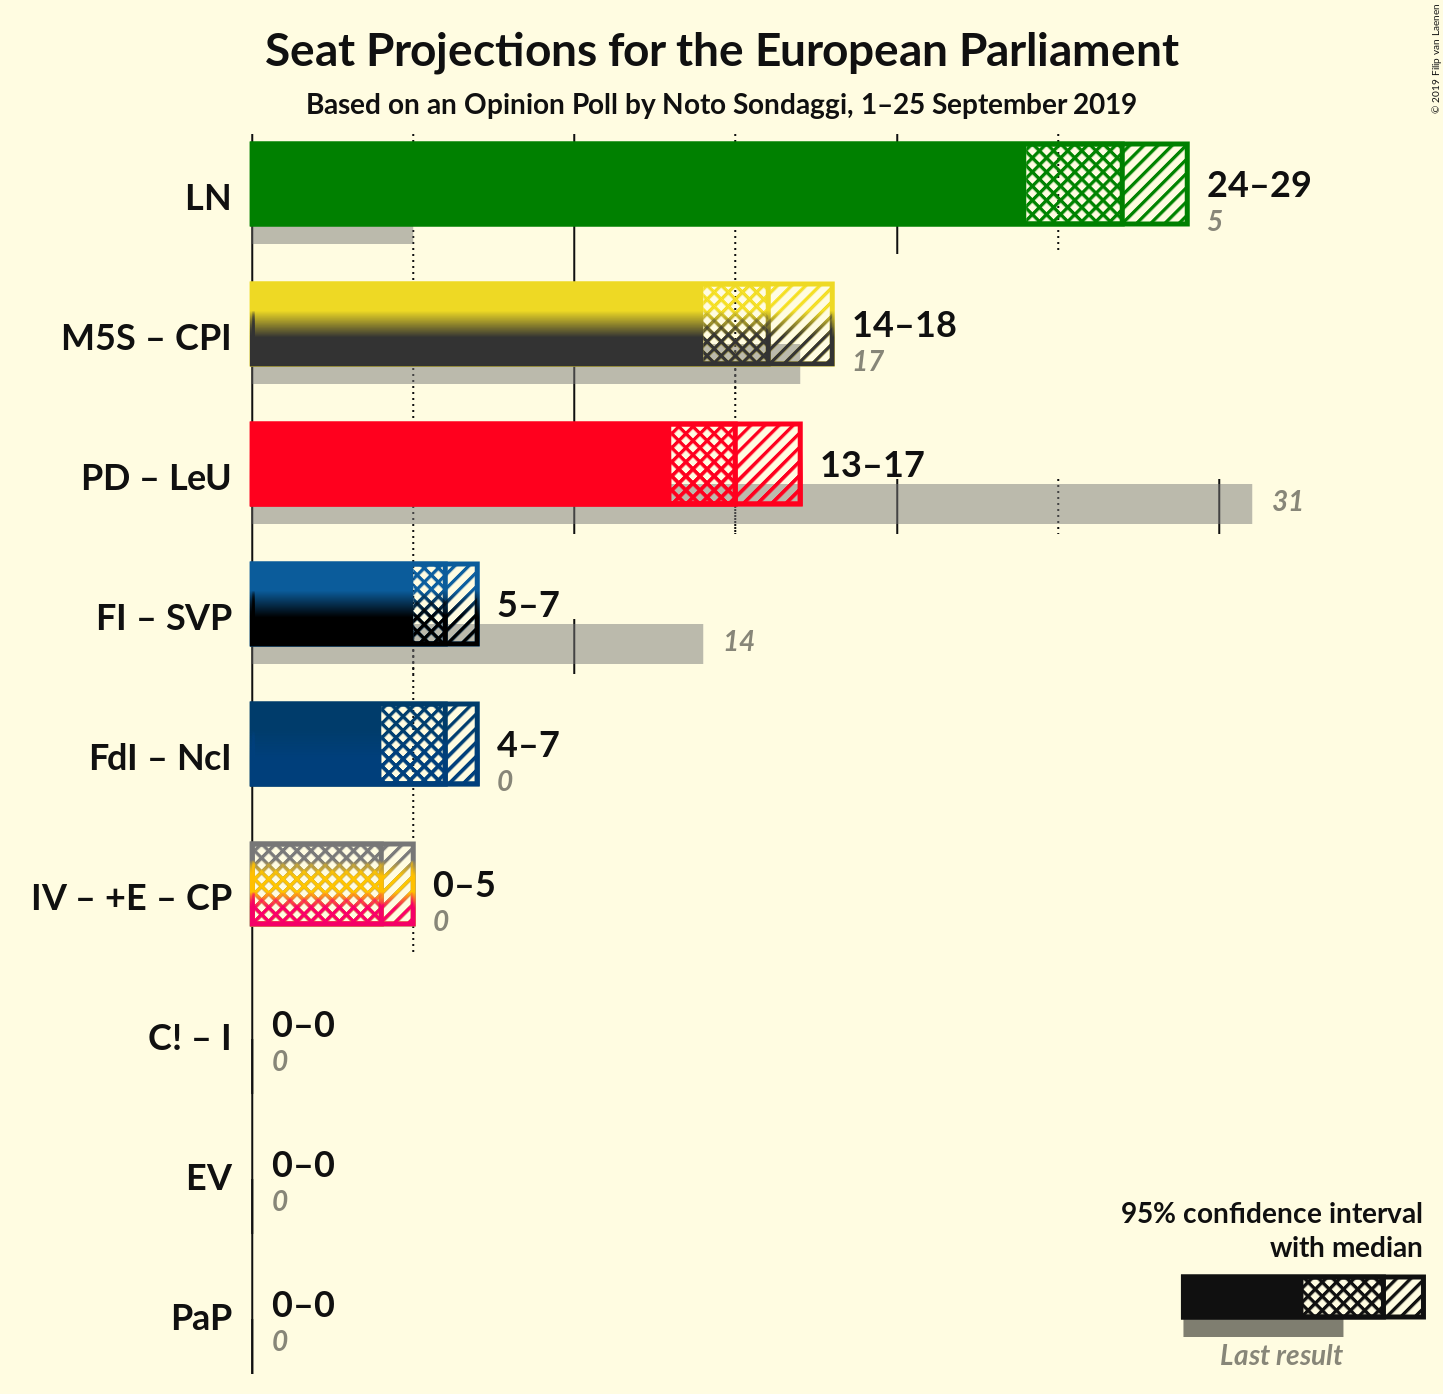 Seat Projections for the European Parliament
Based on an Opinion Poll by Noto Sondaggi, 1–25 September 2019
© 2019 Filip van Laenen
LN
24–29
5
M5S – CPI
14–18
17
PD – LeU
13–17
31
FI – SVP
5–7
14
FdI – NcI
4–7
0
IV – +E – CP
0–5
0
C! – I
0–0
0
EV
0–0
0
PaP
0–0
0
95% confidence interval
with median
Last result